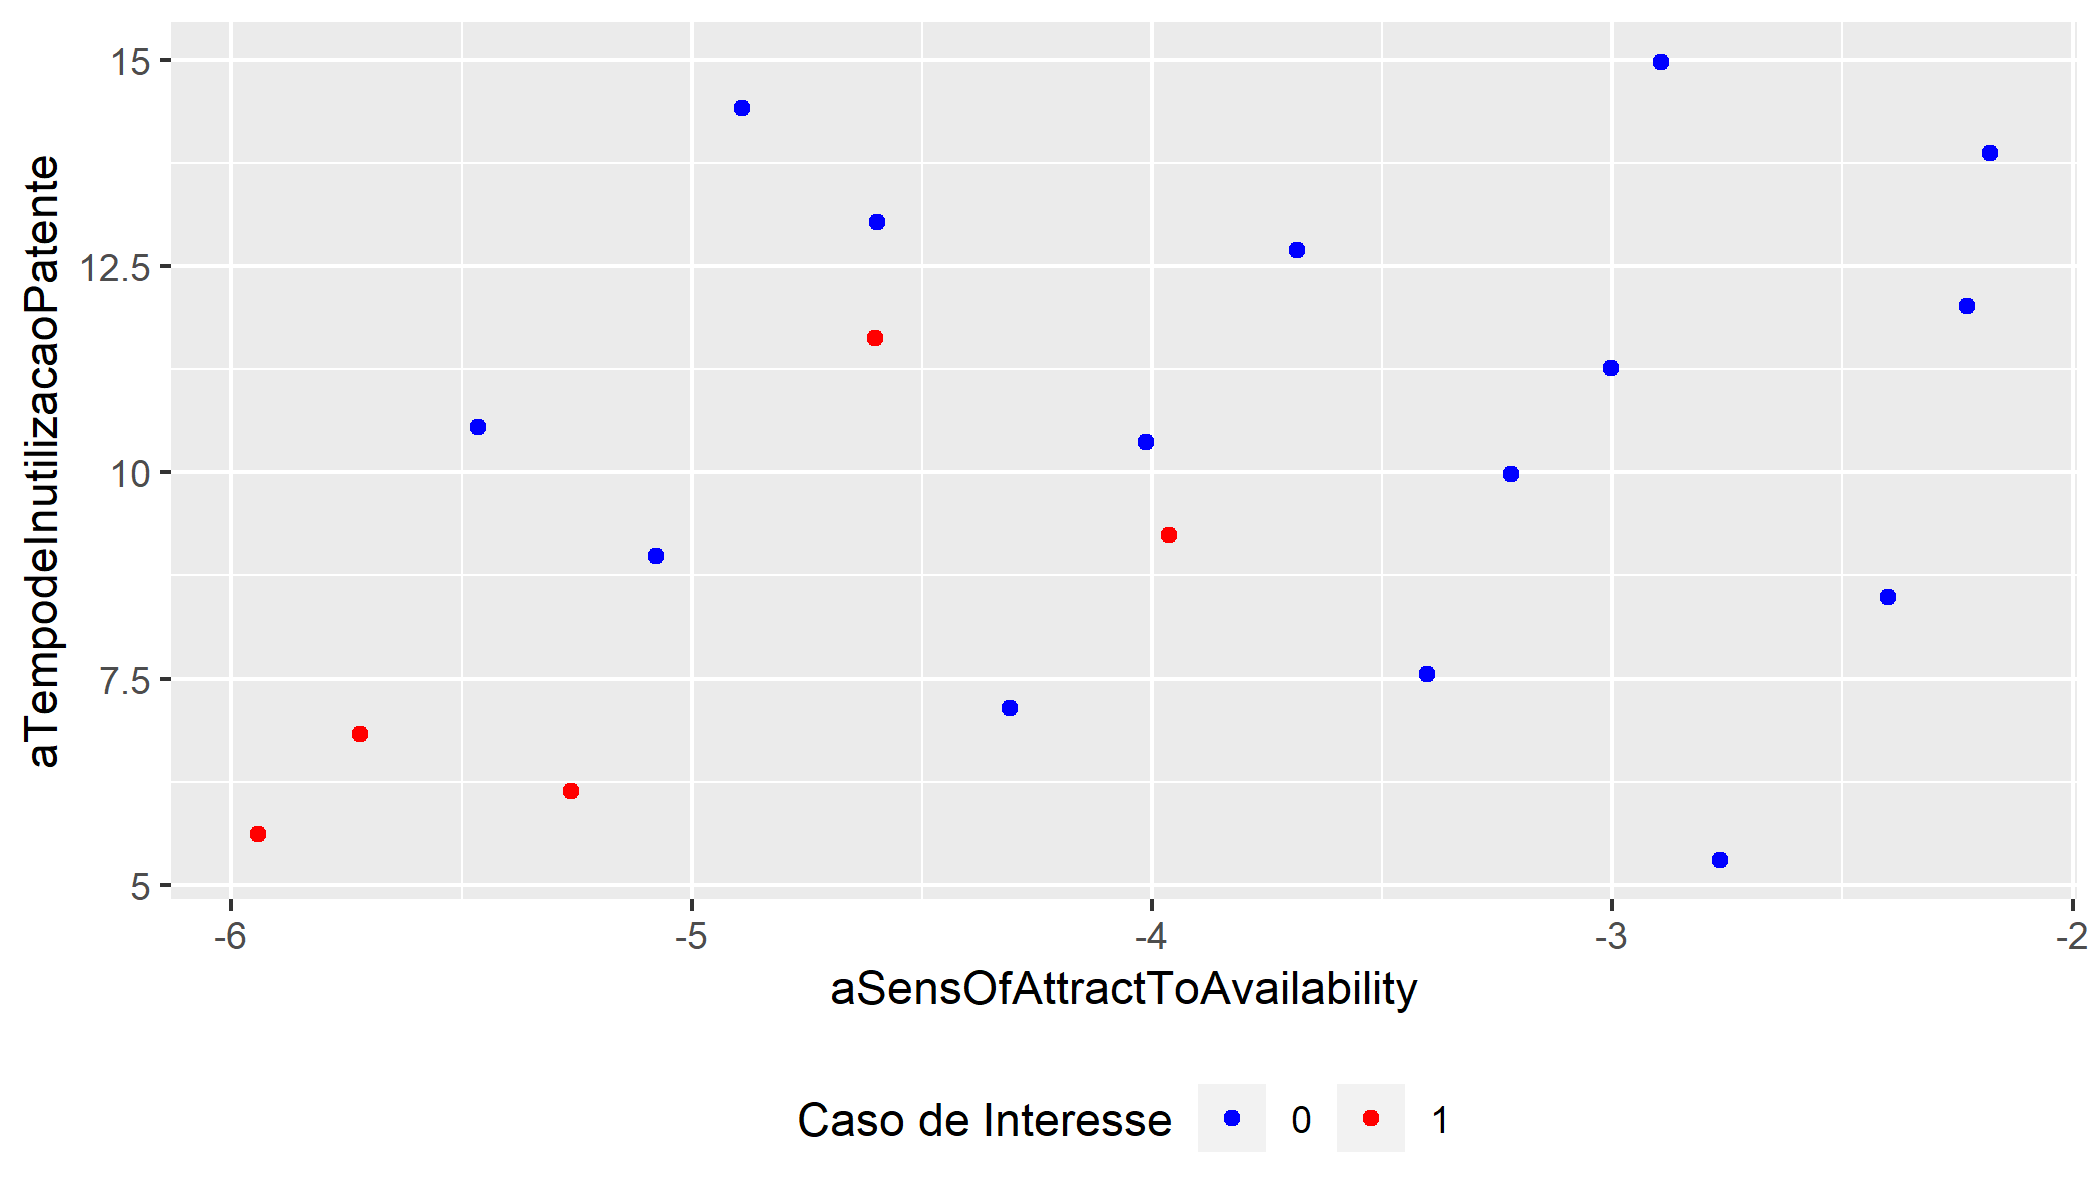 aTempodeInutilizacaoPatente
15
12.5
10
7.5
5
-6 -5 -4 -3 -2
aSensOfAttractToAvailability
Caso de Interesse 0 1